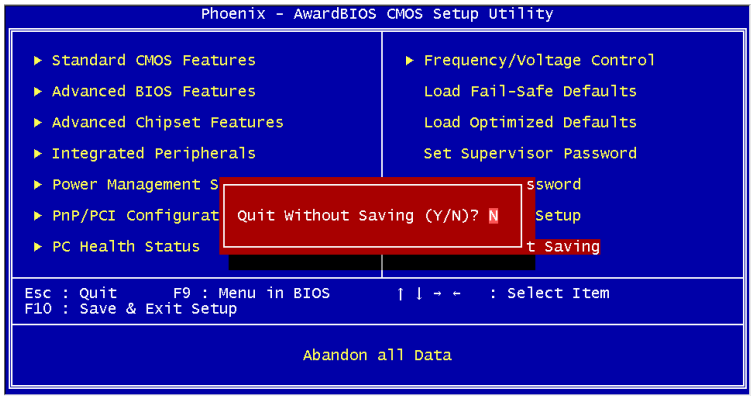 Phoenix - AwardBIOS CMOS Setup Utility
Standard CMOS Features
Advanced BIOS Features
Advanced Chipset Features
Integrated Peripherals
Power Management S
PnP/PCI Configurat
PC Health Status
Frequency/Voltage Control
Load Fail-Safe Defaults
Load Optimized Defaults
Set Supervisor Password
ssword
Setup
t Saving
Quit Without Saving (Y/N)? N
Esc : Quit F9 : Menu in BIOS ↑ ↓ → ← : Select Item
F10 : Save & Exit Setup
Abandon all Data